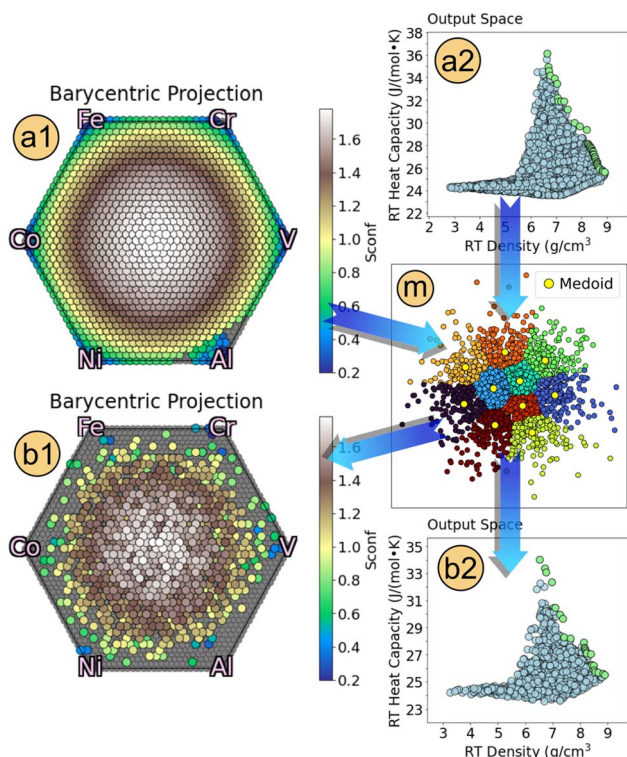 Output Space
a2
RT Heat Capacity (J/(mol•K)
38
36
34
32
30
28
26
24
22
2 3 4 5 6 7 8 9
RT Density (g/cm³
Barycentric Projection
a1
Fe Cr
Co V
Ni Al
1.6
1.4
1.2
1.0
0.8
0.6
0.4
0.2
Sconf
m
Medoid
Barycentric Projection
b1
Fe Cr
Co V
Ni Al
1.6
1.4
1.2
1.0
0.8
0.6
0.4
0.2
Sconf
Output Space
b2
RT Heat Capacity (J/(mol•K)
35
33
31
29
27
25
23
3 4 5 6 7 8 9
RT Density (g/cm³